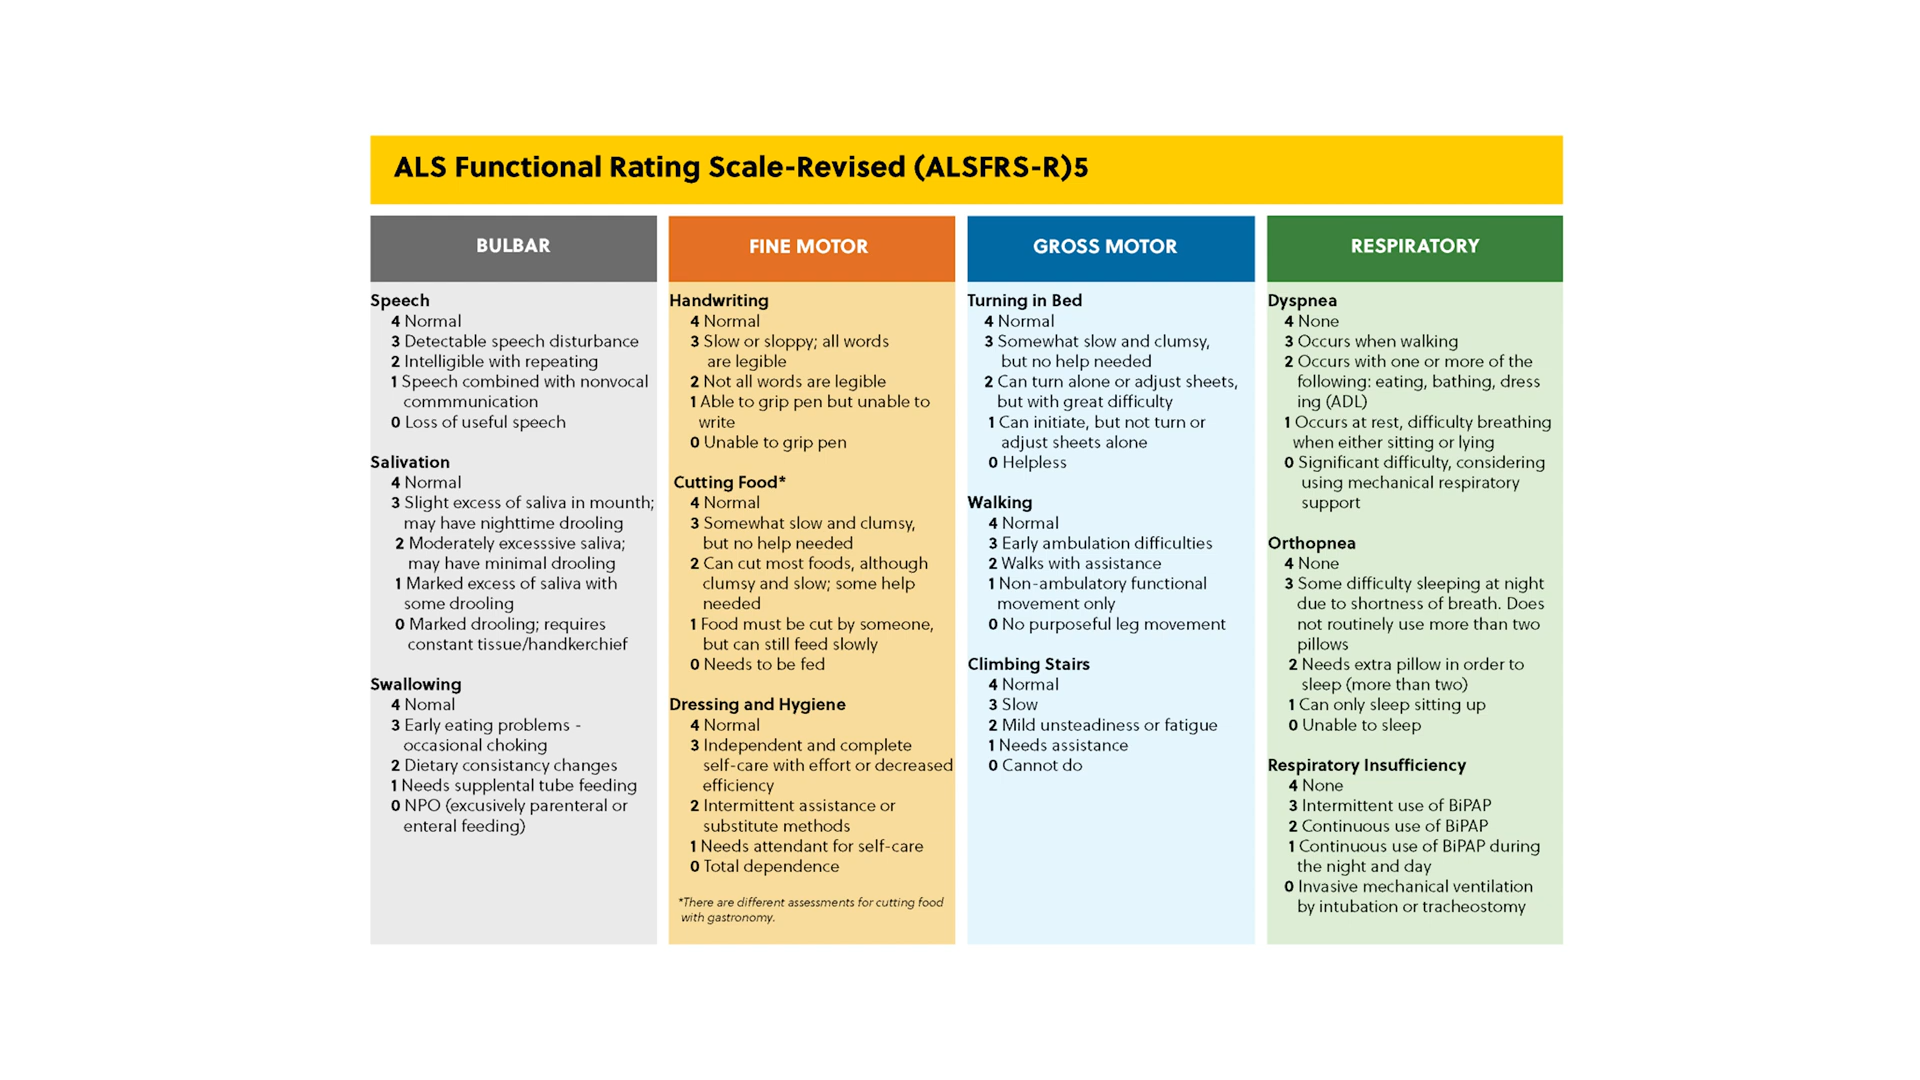 ALS Functional Rating Scale-Revised (ALSFRS-R)5
BULBAR
Speech
4 Normal
3 Detectable speech disturbance
2 Intelligible with repeating
1 Speech combined with nonvocal
commmunication
0 Loss of useful speech
Salivation
4 Normal
3 Slight excess of saliva in mounth;
may have nighttime drooling
2 Moderately excesssive saliva;
may have minimal drooling
1 Marked excess of saliva with
some drooling
0 Marked drooling; requires
constant tissue/handkerchief
Swallowing
4 Nomal
3 Early eating problems -
occasional choking
2 Dietary consistancy changes
1 Needs supplental tube feeding
0 NPO (excusively parenteral or
enteral feeding)
FINE MOTOR
Handwriting
4 Normal
3 Slow or sloppy; all words
are legible
2 Not all words are legible
1 Able to grip pen but unable to
write
0 Unable to grip pen
Cutting Food*
4 Normal
3 Somewhat slow and clumsy,
but no help needed
2 Can cut most foods, although
clumsy and slow; some help
needed
1 Food must be cut by someone,
but can still feed slowly
0 Needs to be fed
Dressing and Hygiene
4 Normal
3 Independent and complete
self-care with effort or decreased
efficiency
2 Intermittent assistance or
substitute methods
1 Needs attendant for self-care
0 Total dependence
*There are different assessments for cutting food
with gastronomy.
GROSS MOTOR
Turning in Bed
4 Normal
3 Somewhat slow and clumsy,
but no help needed
2 Can turn alone or adjust sheets,
but with great difficulty
1 Can initiate, but not turn or
adjust sheets alone
0 Helpless
Walking
4 Normal
3 Early ambulation difficulties
2 Walks with assistance
1 Non-ambulatory functional
movement only
0 No purposeful leg movement
Climbing Stairs
4 Normal
3 Slow
2 Mild unsteadiness or fatigue
1 Needs assistance
0 Cannot do
RESPIRATORY
Dyspnea
4 None
3 Occurs when walking
2 Occurs with one or more of the
following: eating, bathing, dress
ing (ADL)
1 Occurs at rest, difficulty breathing
when either sitting or lying
0 Significant difficulty, considering
using mechanical respiratory
support
Orthopnea
4 None
3 Some difficulty sleeping at night
due to shortness of breath. Does
not routinely use more than two
pillows
2 Needs extra pillow in order to
sleep (more than two)
1 Can only sleep sitting up
0 Unable to sleep
Respiratory Insufficiency
4 None
3 Intermittent use of BiPAP
2 Continuous use of BiPAP
1 Continuous use of BiPAP during
the night and day
0 Invasive mechanical ventilation
by intubation or tracheostomy